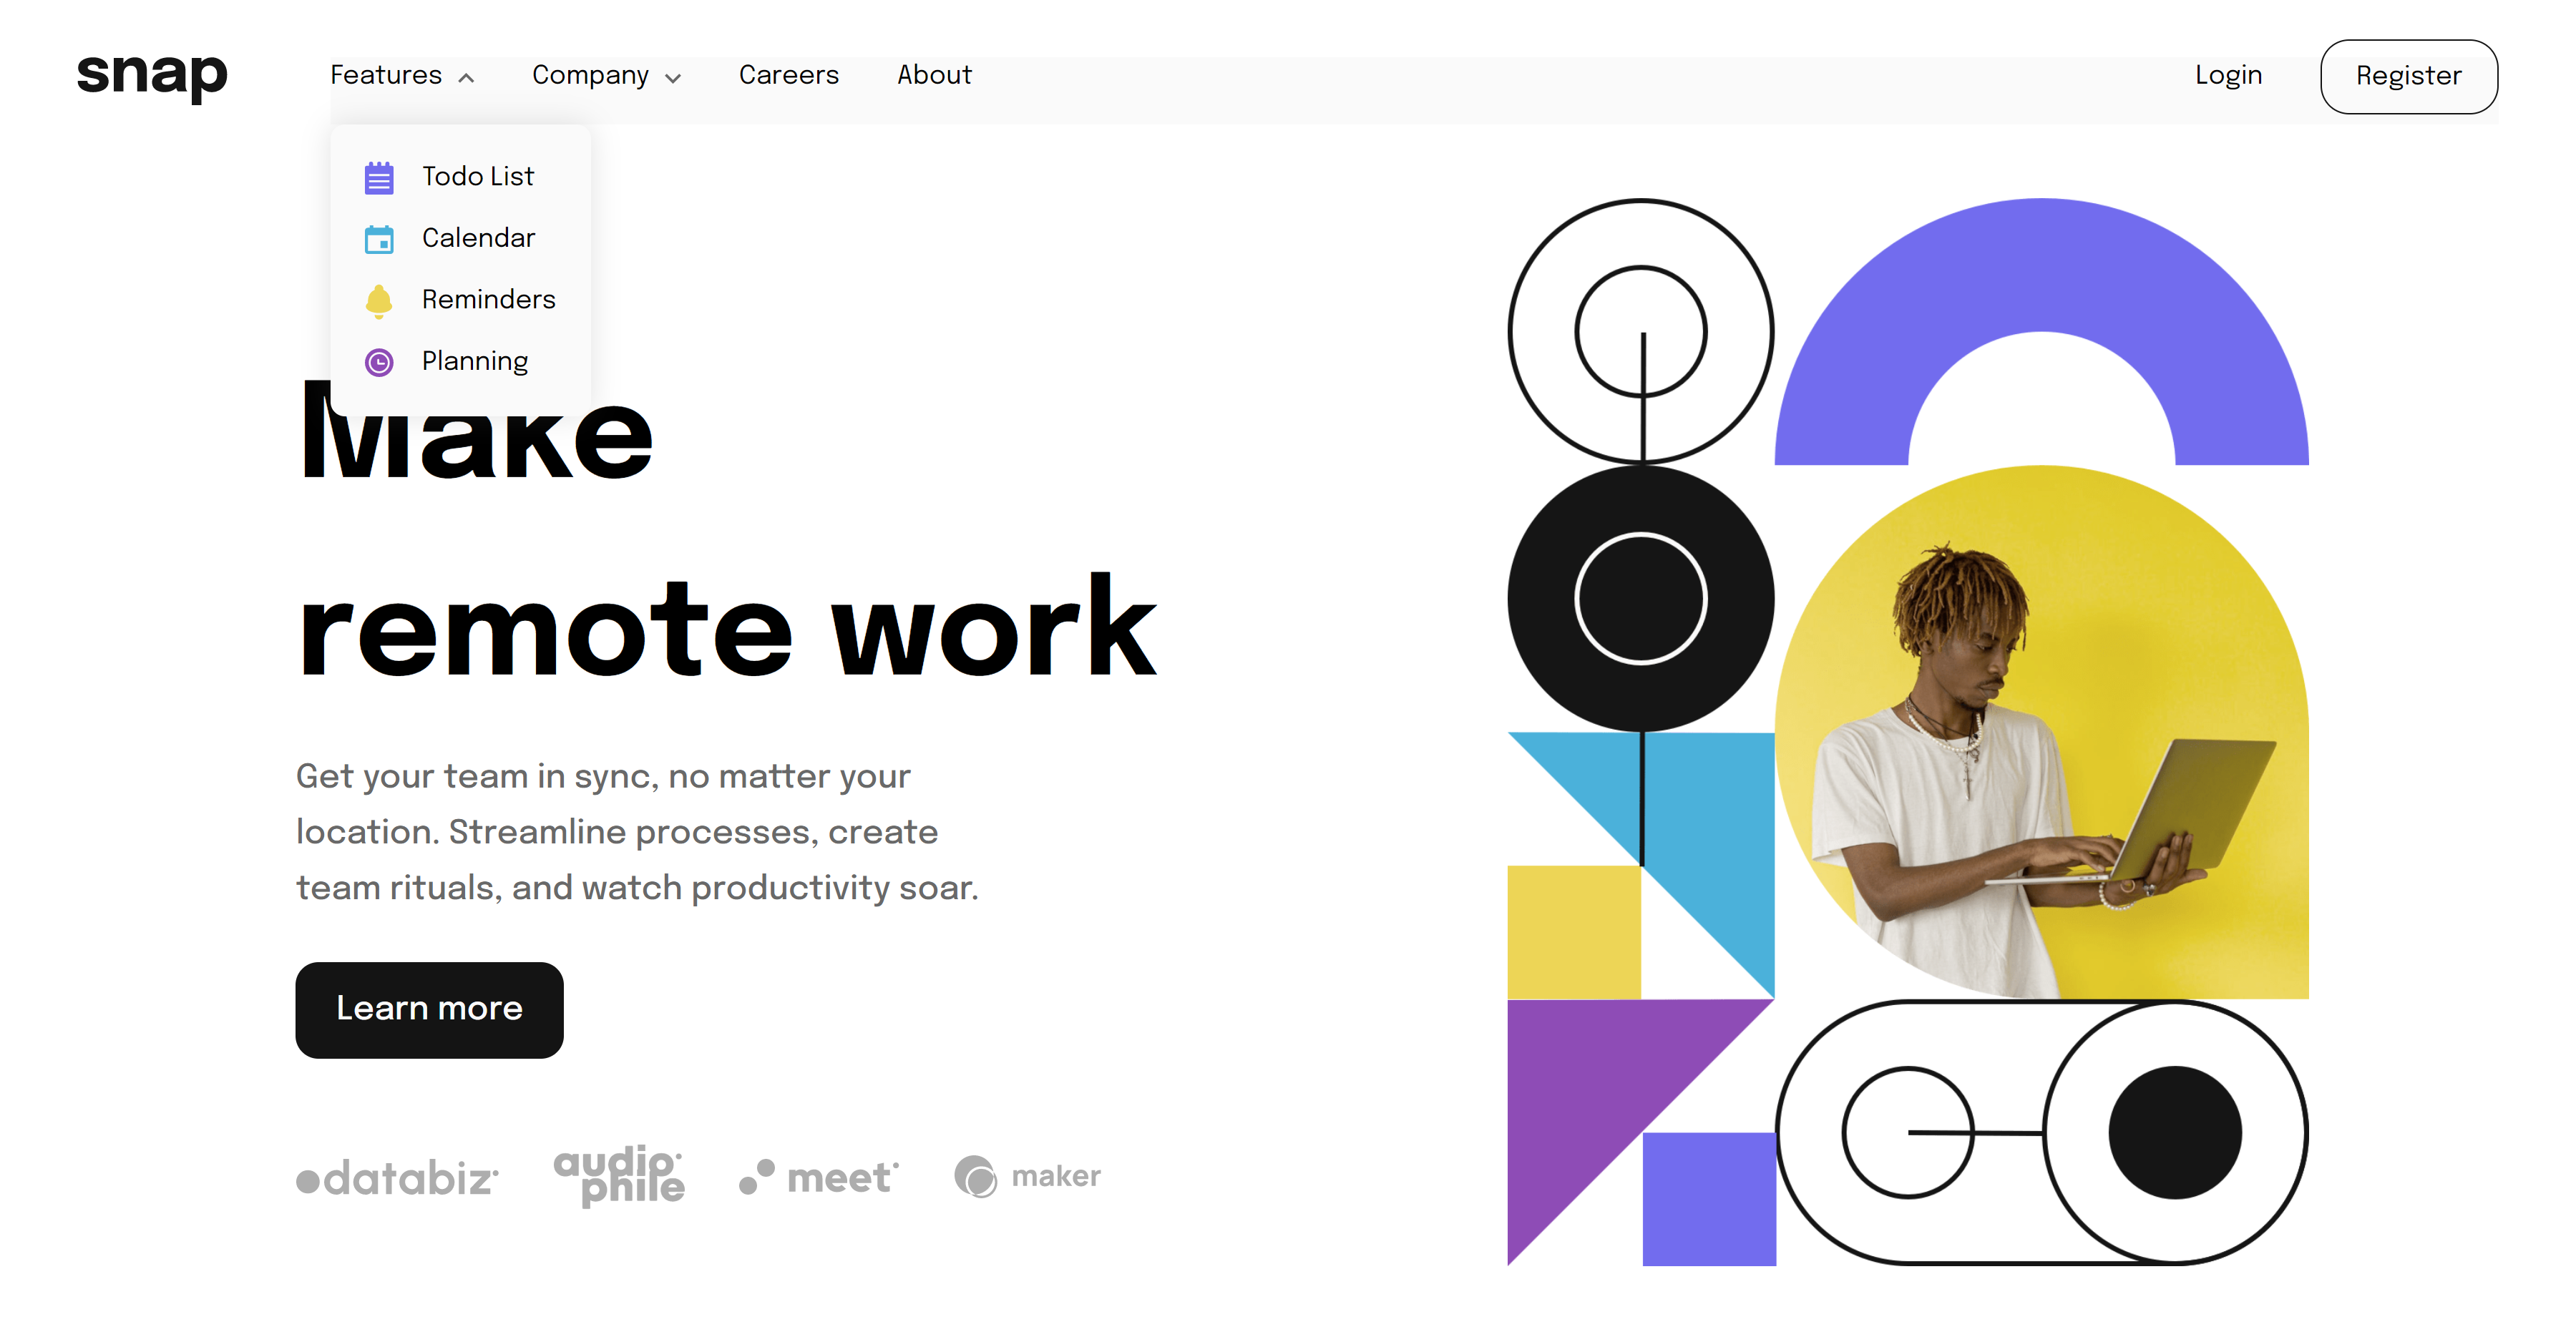 snap
Features
Company
Careers
About
Login
Register
Todo List
Calendar
Reminders
Planning
Make
remote work
Get your team in sync, no matter your
location. Streamline processes, create
team rituals, and watch productivity soar.
Learn more
databiz
audio
phile
meet
maker